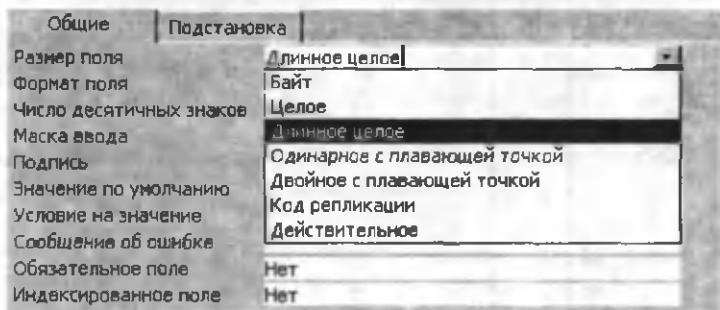 Общие Подстановка
Размер поля Длинное целое
Формат поля Байт
Число десятичных знаков Целое
Маска ввода Длинное целое
Подпись Одинарное с плавающей точкой
Значение по умолчанию Двойное с плавающей точкой
Условие на значение Код репликации
Сообщение об ошибке Действительное
Обязательное поле Нет
Индексированное поле Нет